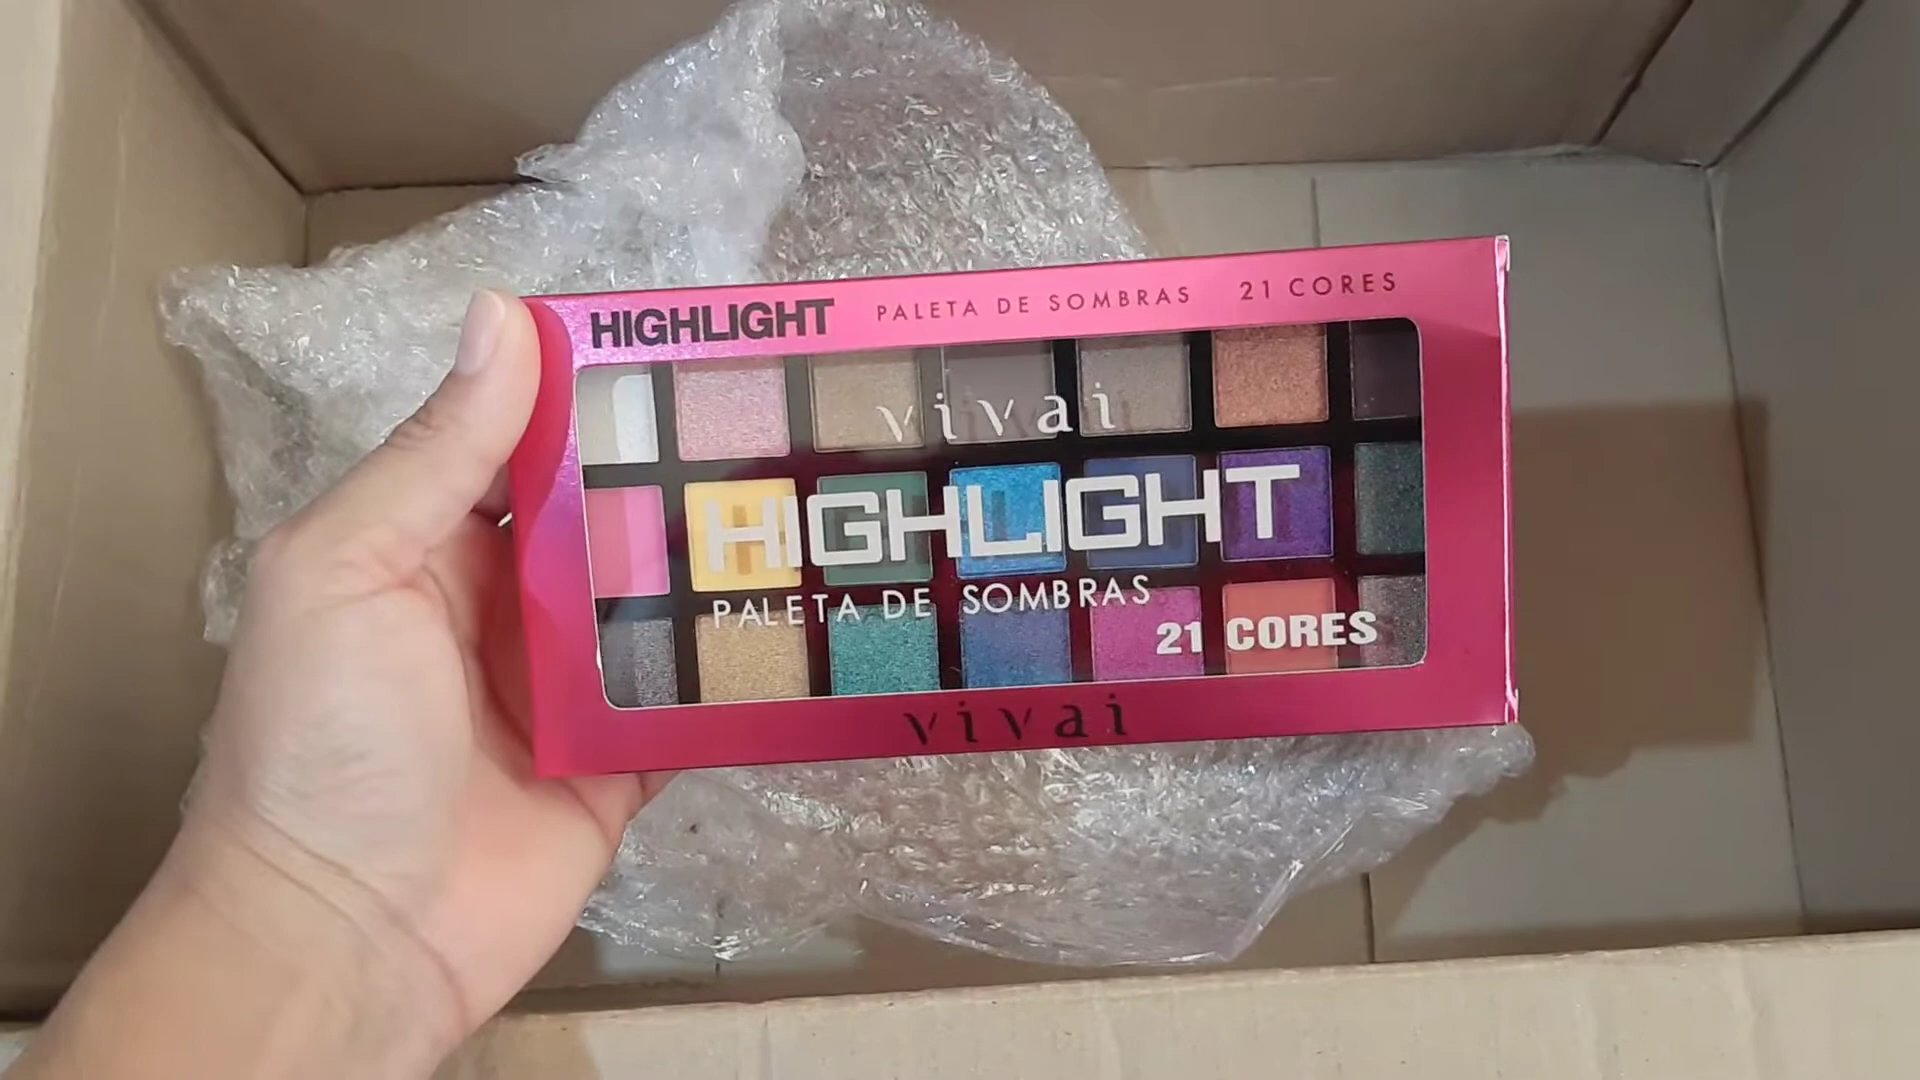 HIGHLIGHT PALETA DE SOMBRAS 21 CORES
vivai
HIGHLIGHT
PALETA DE SOMBRAS
21 CORES
vivai